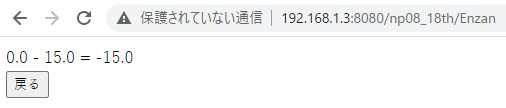 保護されていない通信 | 192.168.1.3:8080/np08_18th/Enzan
0.0 - 15.0 = -15.0
戻る